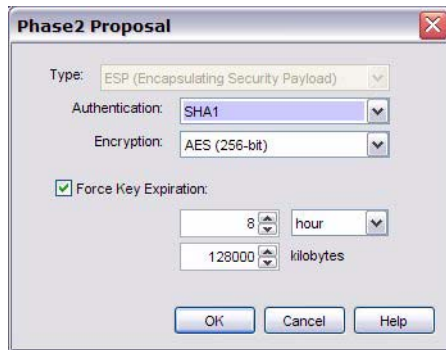 Phase2 Proposal
Type: ESP (Encapsulating Security Payload)
Authentication: SHA1
Encryption: AES (256-bit)
Force Key Expiration:
8 hour
128000 kilobytes
OK Cancel Help